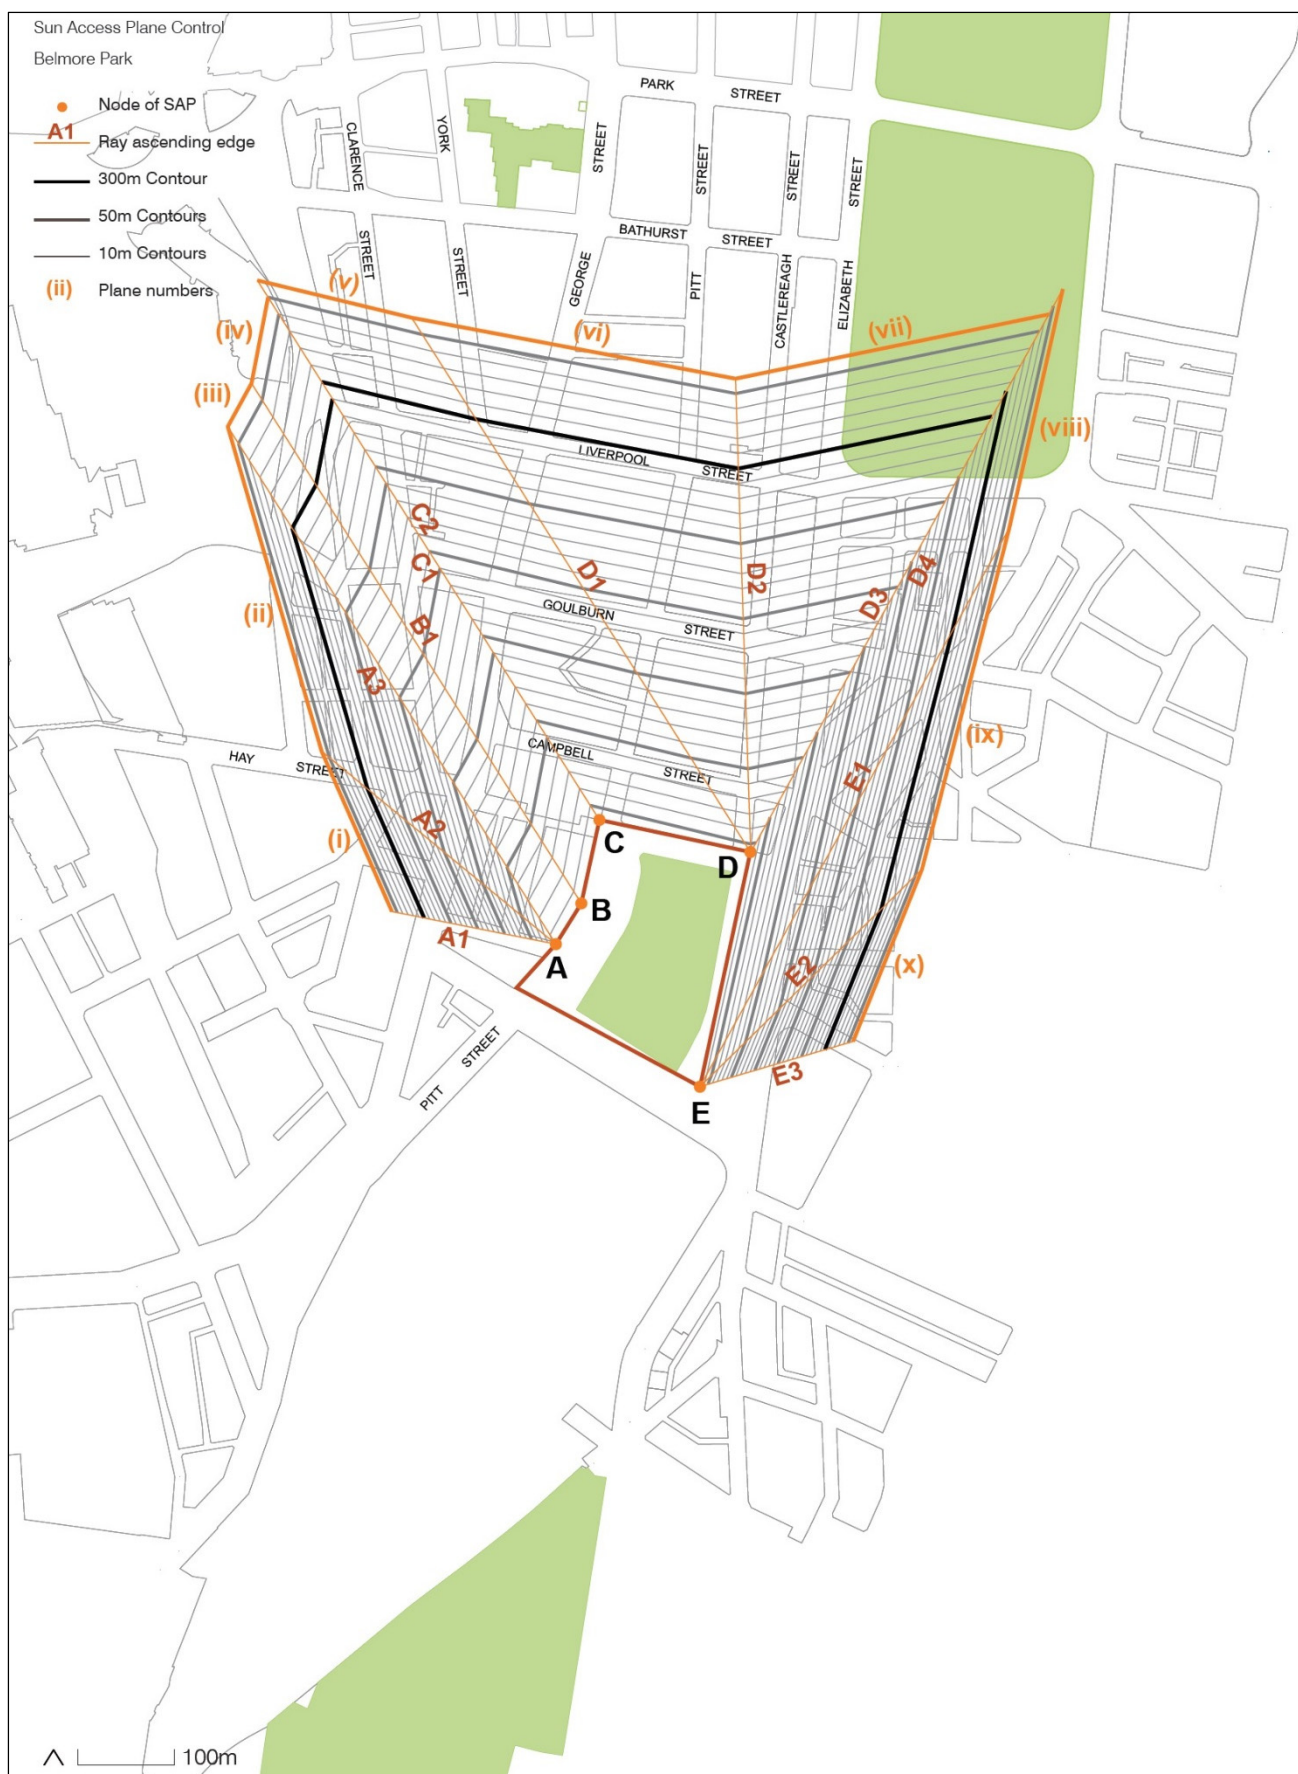 Sun Access Plane Control
Belmore Park
Node of SAP
A1
Ray ascending edge
300m Contour
50m Contours
10m Contours
(ii)
Plane numbers
PARK
STREET
CLARENCE
YORK
STREET
STREET
STREET
STREET
BATHURST
STREET
STREET
STREET
GEORGE
PITT
CASTLEREAGH
ELIZABETH
(v)
(iv)
(vi)
(vii)
(iii)
(viii)
LIVERPOOL
STREET
C2
C1
D1
D2
D3
D4
GOULBURN
STREET
(ii)
B1
A3
CAMPBELL
STREET
(ix)
HAY
STREET
E1
(i)
A2
C
D
B
A1
A
E2
(x)
E3
PITT
STREET
E
100m